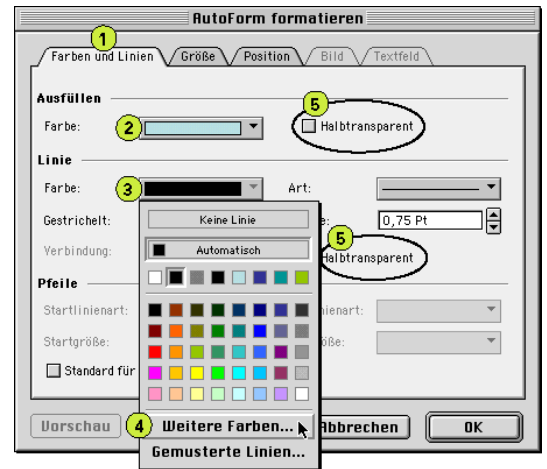 AutoForm formatieren
1
Farben und Linien Größe Position Bild Textfeld
Ausfüllen
5
Farbe: 2 Halbtransparent
Linie
Farbe: 3 Art:
Gestrichelt: Keine Linie e: 0,75 Pt
5
Verbindung: Automatisch Halbtransparent
Pfeile
Startlinienart: nienart:
Startgröße: öße:
Standard für
Vorschau 4 Weitere Farben... Abbrechen OK
Gemusterte Linien...